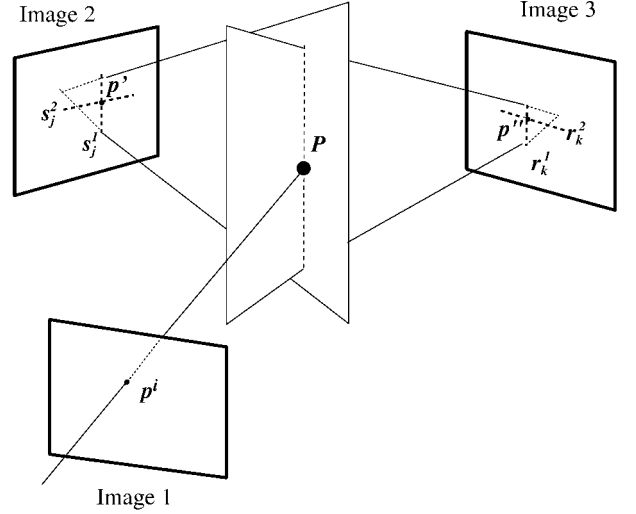 Image 2
Image 3
p'
s_j^2
s_j^1
P
p''
r_k^2
r_k^1
p^i
Image 1